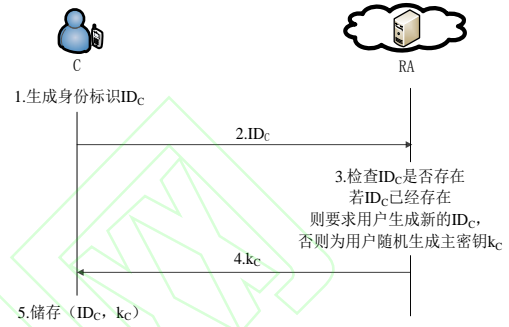 C
RA
1.生成身份标识IDC
2.IDC
3.检查IDC是否存在
若IDC已经存在
则要求用户生成新的IDC，
否则为用户随机生成主密钥kC
4.kC
5.储存（IDC，kC）